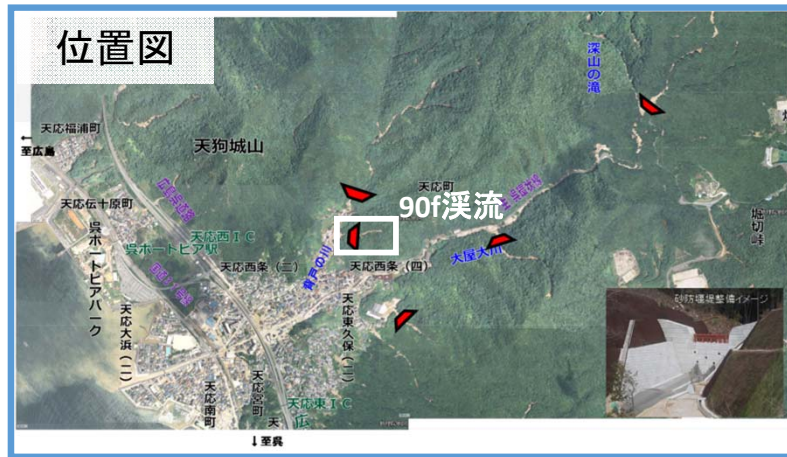 位置図
深山の滝
天応福浦町
←
至広島
天狗城山
天応町
90f渓流
天応伝十原町
天応西IC
呉ポートピア駅
呉ポートピアパーク
天応西条(三)
天応西条(四)
大屋大川
堀切峠
砂防堰堤整備イメージ
天応大浜(二)
天応東久保(二)
天応宮町
天応南町
天応東IC
↓至呉